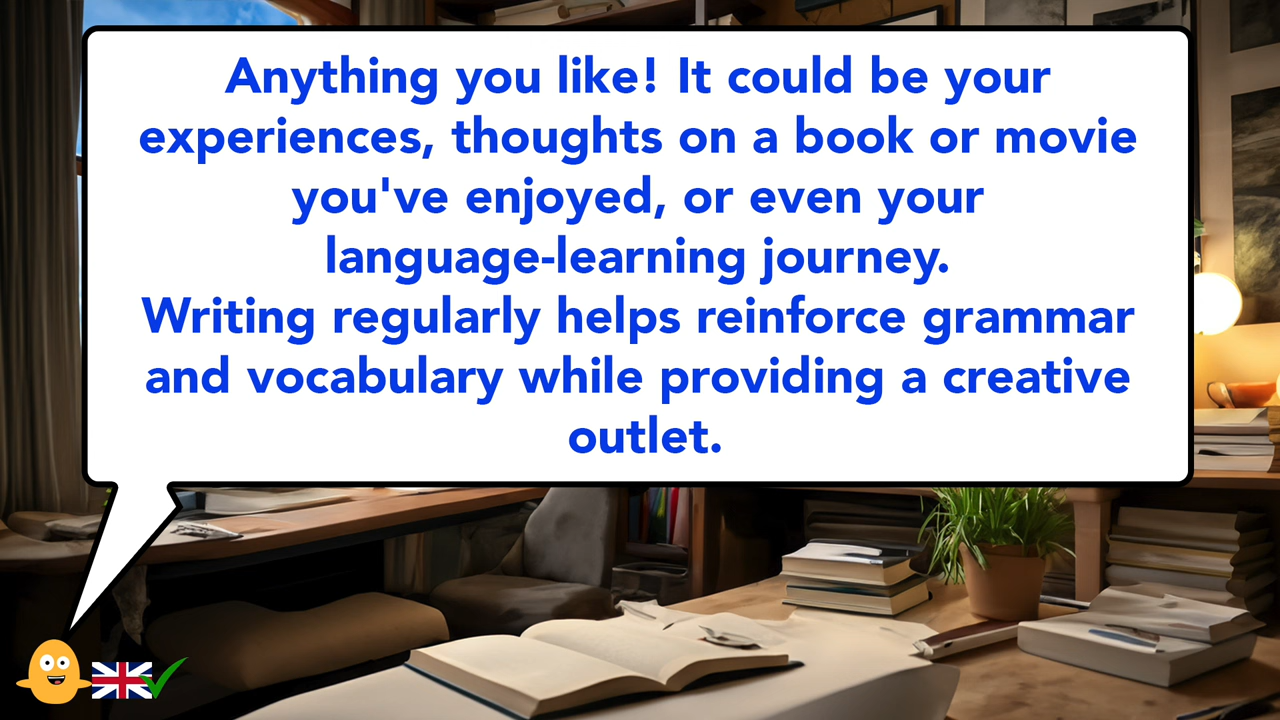 Anything you like! It could be your
experiences, thoughts on a book or movie
you've enjoyed, or even your
language-learning journey.
Writing regularly helps reinforce grammar
and vocabulary while providing a creative
outlet.